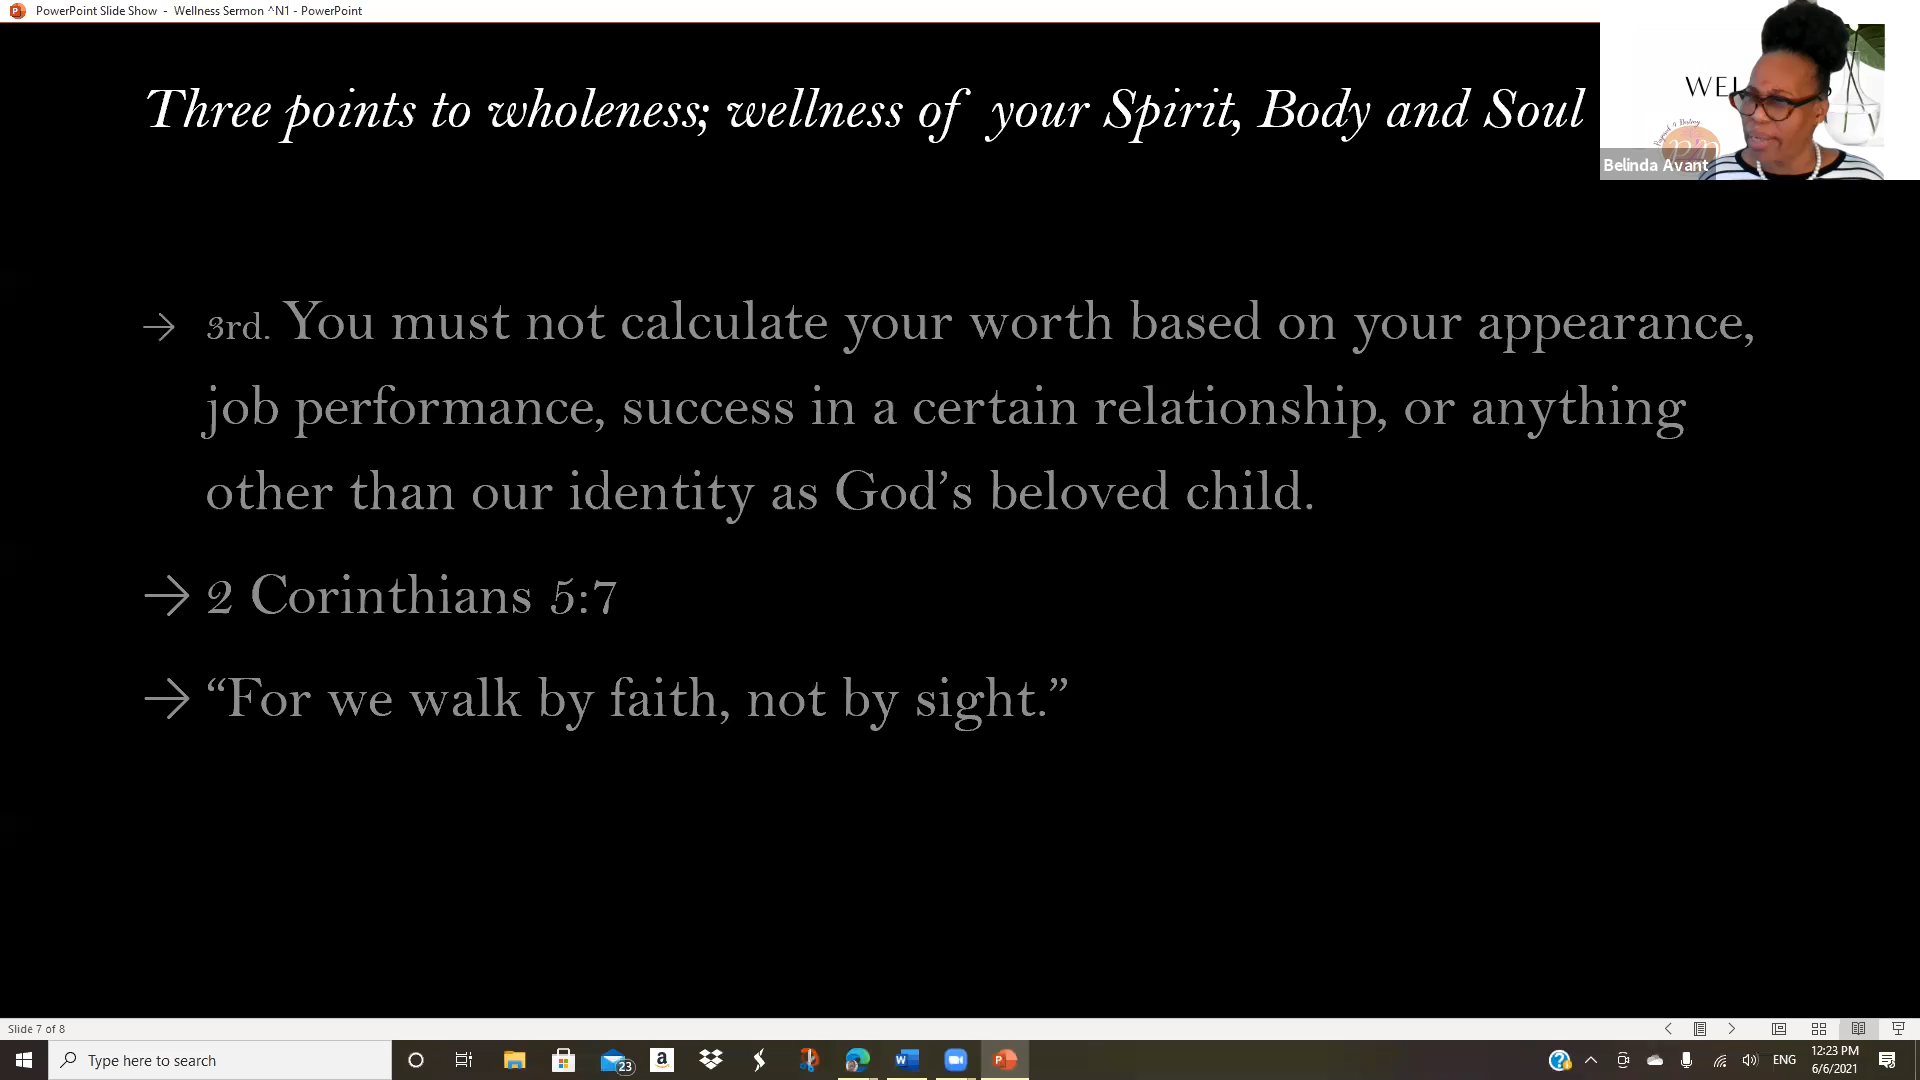 PowerPoint Slide Show - Wellness Sermon ^N1 - PowerPoint
Three points to wholeness; wellness of your Spirit, Body and Soul
WEL
Belinda Avant
→ 3rd. You must not calculate your worth based on your appearance,
job performance, success in a certain relationship, or anything
other than our identity as God’s beloved child.
→ 2 Corinthians 5:7
→ “For we walk by faith, not by sight.”
Slide 7 of 8
Type here to search
23
a
ENG
12:23 PM
6/6/2021